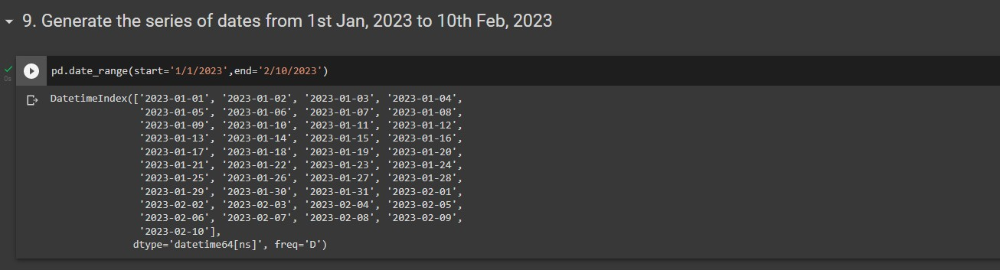 9. Generate the series of dates from 1st Jan, 2023 to 10th Feb, 2023
0s
pd.date_range(start='1/1/2023',end='2/10/2023')
DatetimeIndex(['2023-01-01', '2023-01-02', '2023-01-03', '2023-01-04',
'2023-01-05', '2023-01-06', '2023-01-07', '2023-01-08',
'2023-01-09', '2023-01-10', '2023-01-11', '2023-01-12',
'2023-01-13', '2023-01-14', '2023-01-15', '2023-01-16',
'2023-01-17', '2023-01-18', '2023-01-19', '2023-01-20',
'2023-01-21', '2023-01-22', '2023-01-23', '2023-01-24',
'2023-01-25', '2023-01-26', '2023-01-27', '2023-01-28',
'2023-01-29', '2023-01-30', '2023-01-31', '2023-02-01',
'2023-02-02', '2023-02-03', '2023-02-04', '2023-02-05',
'2023-02-06', '2023-02-07', '2023-02-08', '2023-02-09',
'2023-02-10'],
dtype='datetime64[ns]', freq='D')